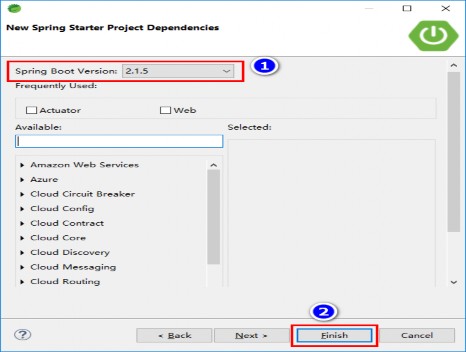 New Spring Starter Project Dependencies
Spring Boot Version: 2.1.5
1
Frequently Used:
Actuator Web
Available: Selected:
Amazon Web Services
Azure
Cloud Circuit Breaker
Cloud Config
Cloud Contract
Cloud Core
Cloud Discovery
Cloud Messaging
Cloud Routing
2
? < Back Next > Finish Cancel